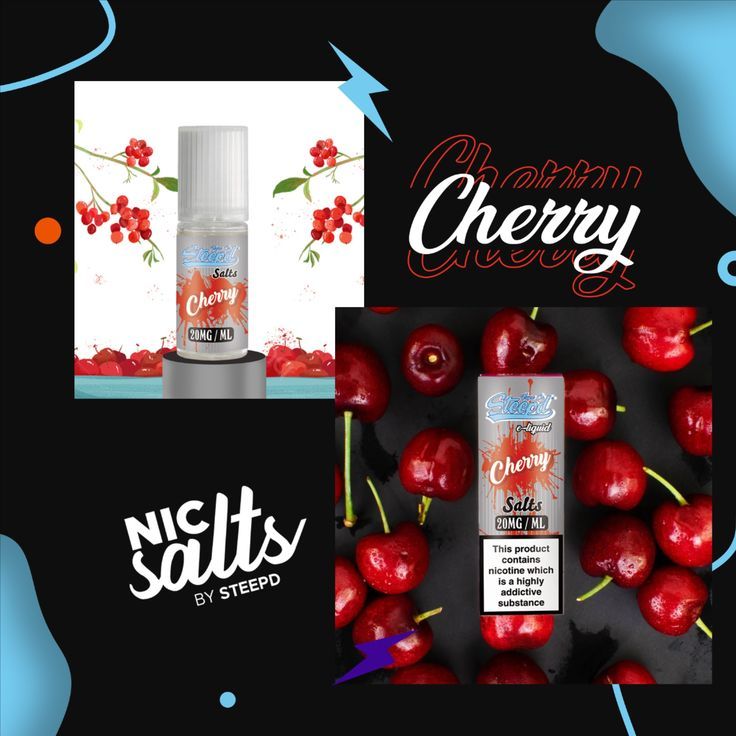 Cherry
Cherry
Cherry
Steepd
Salts
Cherry
20MG / ML
Steepd
e-liquid
Cherry
Salts
20MG / ML
This product
contains
nicotine which
is a highly
addictive
substance
NIC
salts
BY STEEPD